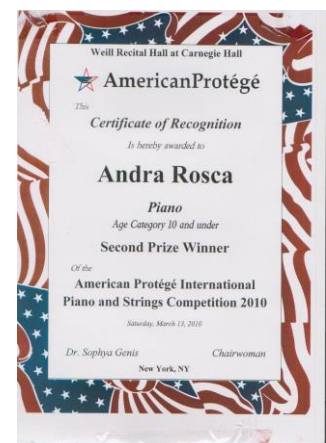 Weill Recital Hall at Carnegie Hall
AmericanProtégé
This
Certificate of Recognition
Is hereby awarded to
Andra Rosca
Piano
Age Category 10 and under
Second Prize Winner
Of the
American Protégé International
Piano and Strings Competition 2010
Saturday, March 13, 2010
Dr. Sophya Genis Chairwoman
New York, NY